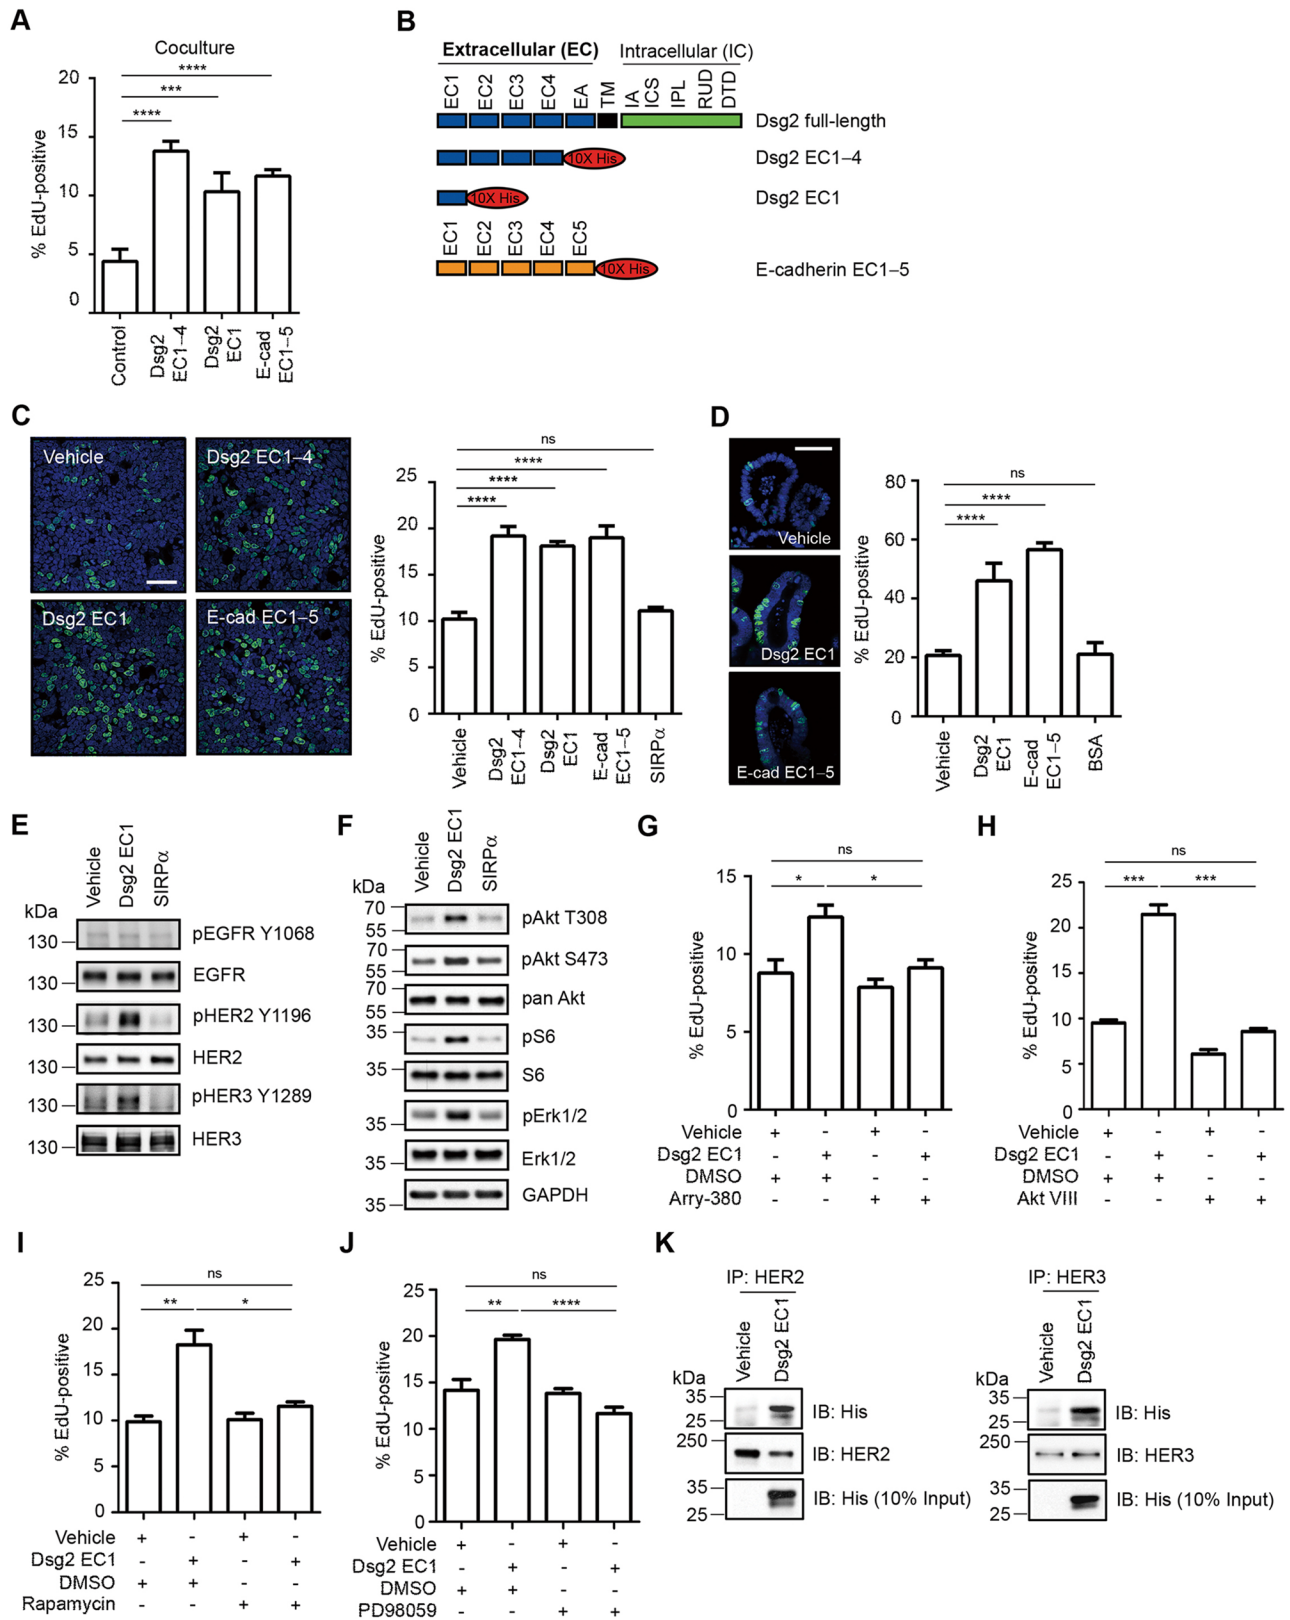 A
Coculture
****
***
****
20
15
10
5
0
% EdU-positive
Control
Dsg2 EC1–4
Dsg2 EC1
E-cad EC1–5
B
Extracellular (EC)
Intracellular (IC)
EC1 EC2 EC3 EC4 EA TM IA ICS IPL RUD DTD
Dsg2 full-length
10X His
Dsg2 EC1–4
10X His
Dsg2 EC1
EC1 EC2 EC3 EC4 EC5
10X His
E-cadherin EC1–5
C
Vehicle
Dsg2 EC1–4
Dsg2 EC1
E-cad EC1–5
ns
****
****
****
25
20
15
10
5
0
% EdU-positive
Vehicle
Dsg2 EC1–4
Dsg2 EC1
E-cad EC1–5
SIRPα
D
Vehicle
Dsg2 EC1
E-cad EC1–5
ns
****
****
80
60
40
20
0
% EdU-positive
Vehicle
Dsg2 EC1
E-cad EC1–5
BSA
E
Vehicle
Dsg2 EC1
SIRPα
kDa
130 pEGFR Y1068
130 EGFR
130 pHER2 Y1196
130 HER2
130 pHER3 Y1289
130 HER3
F
Vehicle
Dsg2 EC1
SIRPα
kDa
70
55
pAkt T308
70
55
pAkt S473
70
55
pan Akt
35 pS6
35 S6
35 pErk1/2
35 Erk1/2
35 GAPDH
G
ns
* *
15
10
5
0
% EdU-positive
Vehicle + - + -
Dsg2 EC1 - + - +
DMSO + + - -
Arry-380 - - + +
H
ns
*** ***
25
20
15
10
5
0
% EdU-positive
Vehicle + - + -
Dsg2 EC1 - + - +
DMSO + + - -
Akt VIII - - + +
I
ns
** *
25
20
15
10
5
0
% EdU-positive
Vehicle + - + -
Dsg2 EC1 - + - +
DMSO + + - -
Rapamycin - - + +
J
ns
** ****
25
20
15
10
5
0
% EdU-positive
Vehicle + - + -
Dsg2 EC1 - + - +
DMSO + + - -
PD98059 - - + +
K
IP: HER2
Vehicle
Dsg2 EC1
kDa
35
25
IB: His
250
IB: HER2
35
25
IB: His (10% Input)
IP: HER3
Vehicle
Dsg2 EC1
kDa
35
25
IB: His
250
IB: HER3
35
25
IB: His (10% Input)